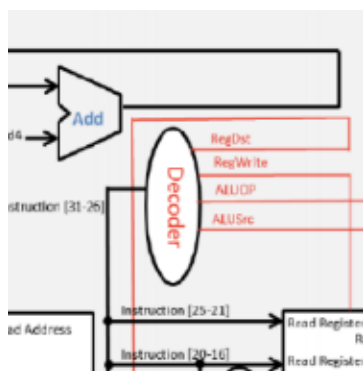 Add
d4
RegDst
RegWrite
ALUOP
ALUSrc
Decoder
struction [31-26]
Instruction [25-21]
ad Address
Read Register
R
Instruction [20-16]
Read Register